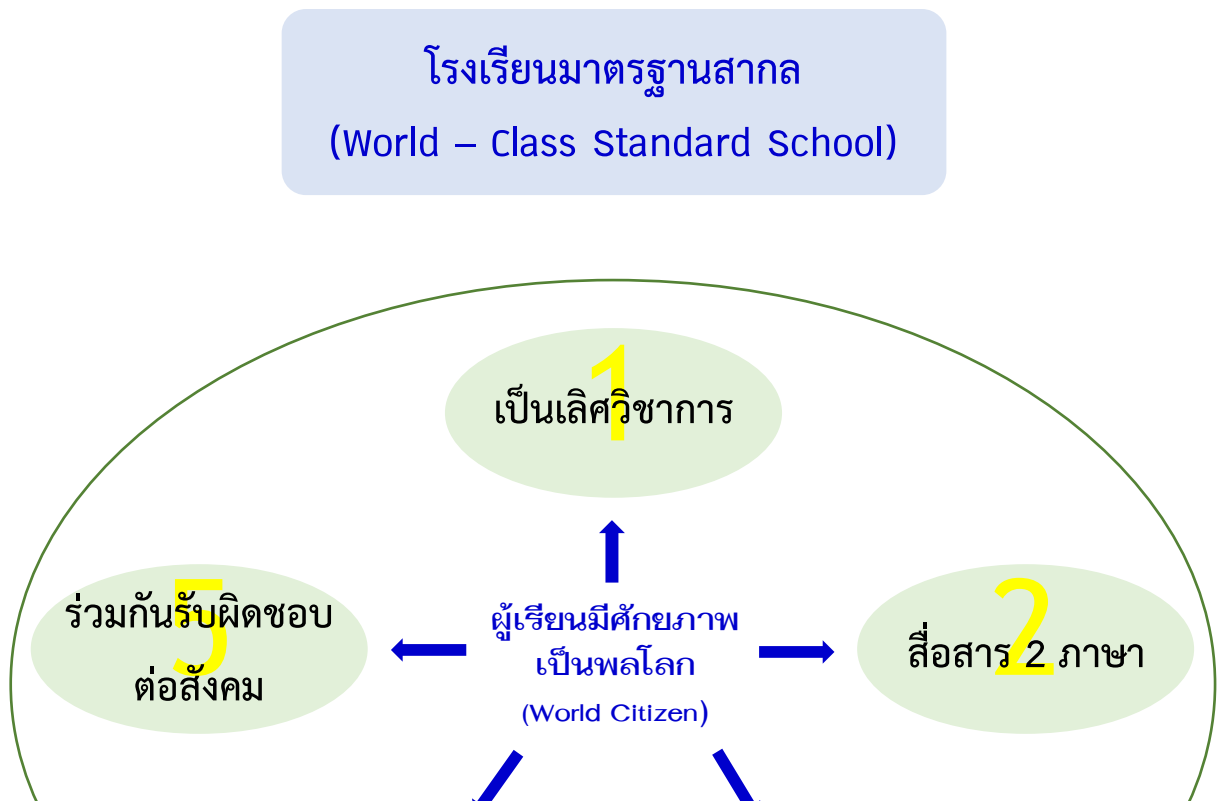 โรงเรียนมาตรฐานสากล
(World – Class Standard School)
1
เป็นเลิศวิชาการ
5
ร่วมกันรับผิดชอบ
ต่อสังคม
ผู้เรียนมีศักยภาพ
เป็นพลโลก
(World Citizen)
2
สื่อสาร 2 ภาษา